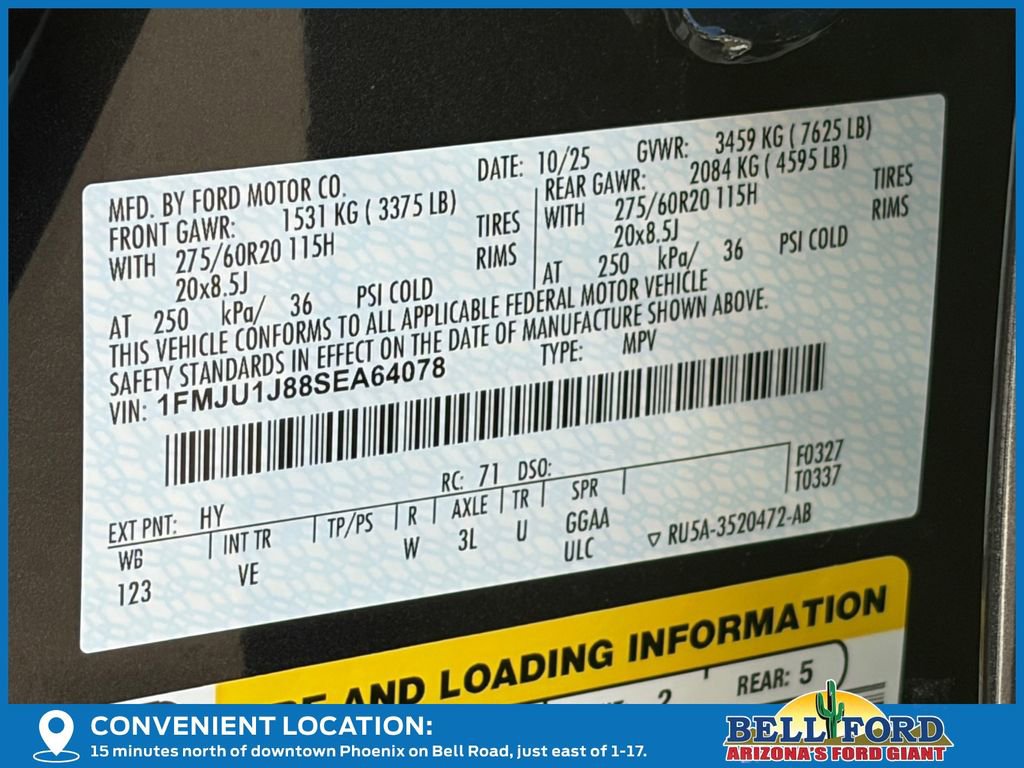 MFD. BY FORD MOTOR CO. DATE: 10/25 GVWR: 3459 KG ( 7625 LB)
FRONT GAWR: 1531 KG ( 3375 LB) REAR GAWR: 2084 KG ( 4595 LB)
WITH 275/60R20 115H TIRES WITH 275/60R20 115H TIRES
20x8.5J RIMS 20x8.5J RIMS
AT 250 kPa/ 36 PSI COLD AT 250 kPa/ 36 PSI COLD
THIS VEHICLE CONFORMS TO ALL APPLICABLE FEDERAL MOTOR VEHICLE
SAFETY STANDARDS IN EFFECT ON THE DATE OF MANUFACTURE SHOWN ABOVE.
VIN: 1FMJU1J88SEA64078 TYPE: MPV
EXT PNT: HY RC: 71 DSO: F0327
WB INT TR TP/PS R AXLE TR SPR T0337
123 VE W 3L U GGAA
ULC RU5A-3520472-AB
AND LOADING INFORMATION
2 REAR: 5
CONVENIENT LOCATION:
15 minutes north of downtown Phoenix on Bell Road, just east of 1-17.
BELL FORD
ARIZONA'S FORD GIANT